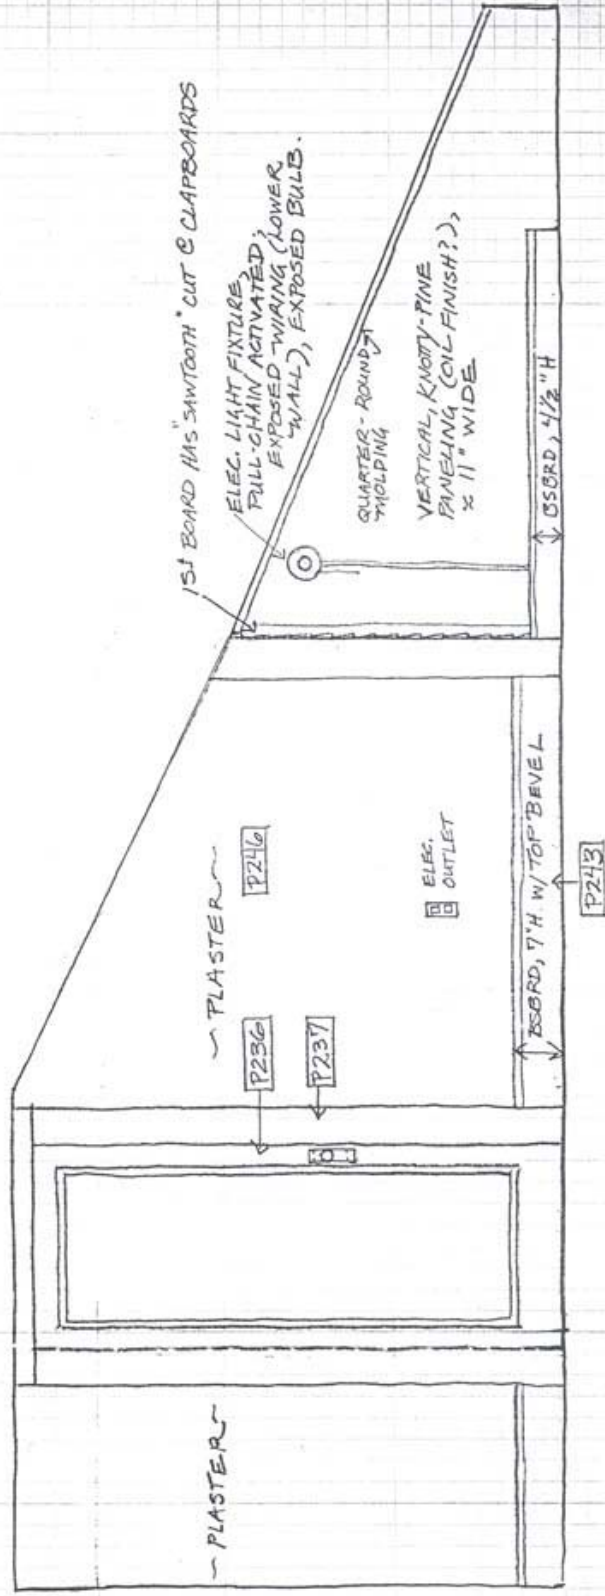 1ST BOARD HAS "SAWTOOTH" CUT @ CLAPBOARDS
ELEC. LIGHT FIXTURE,
PULL-CHAIN ACTIVATED;
EXPOSED WIRING (LOWER
WALL), EXPOSED BULB.
QUARTER-ROUND
MOLDING
VERTICAL, KNOTTY-PINE
PANELING (OIL FINISH?),
≈ 11" WIDE
BSBRD, 4½" H
~ PLASTER ~
P246
ELEC.
OUTLET
BSBRD, 7"H. W/ TOP BEVEL
P243
P236
P237
~ PLASTER ~